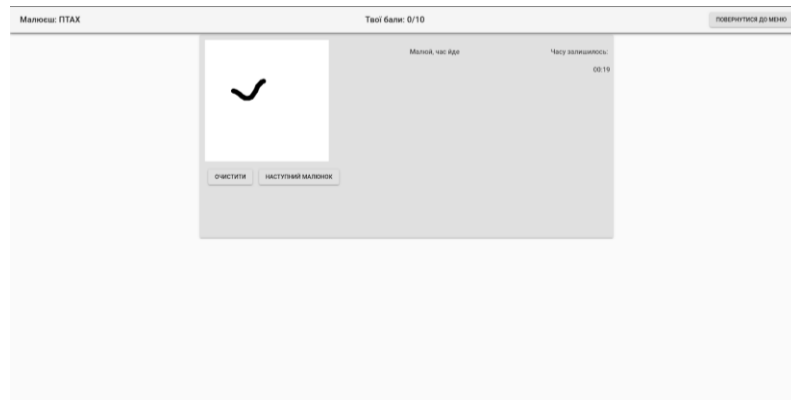 Малюєш: ПТАХ
Твої бали: 0/10
ПОВЕРНУТИСЯ ДО МЕНЮ
Малюй, час йде
Часу залишилось:
00:19
ОЧИСТИТИ
НАСТУПНИЙ МАЛЮНОК